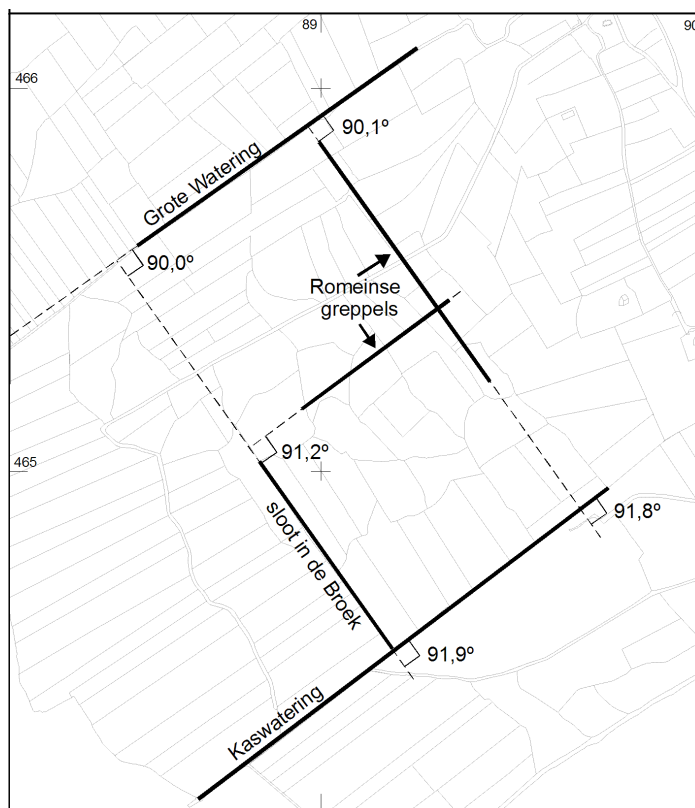 89
90
466
90,1º
Grote Watering
90,0º
Romeinse
greppels
91,2º
465
sloot in de Broek
91,8º
91,9º
Kaswatering